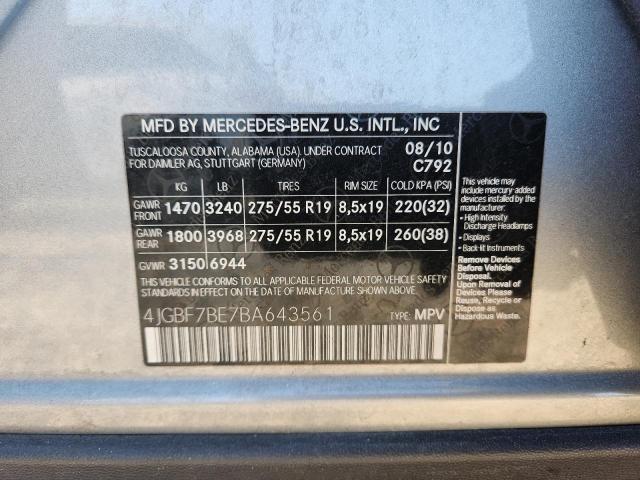 MFD BY MERCEDES-BENZ U.S. INTL., INC
TUSCALOOSA COUNTY, ALABAMA (USA) UNDER CONTRACT
FOR DAIMLER AG, STUTTGART (GERMANY)
08/10
C792
KG LB TIRES RIM SIZE COLD KPA (PSI)
GAWR FRONT 1470 3240 275/55 R19 8,5x19 220(32)
GAWR REAR 1800 3968 275/55 R19 8,5x19 260(38)
GVWR 3150 6944
THIS VEHICLE CONFORMS TO ALL APPLICABLE FEDERAL MOTOR VEHICLE SAFETY
STANDARDS IN EFFECT ON THE DATE OF MANUFACTURE SHOWN ABOVE.
4JGBF7BE7BA643561 TYPE: MPV
This vehicle may
include mercury added
devices installed by the
manufacturer:
- High Intensity
Discharge Headlamps
- Displays
- Back-lit Instruments
Remove Devices
Before Vehicle
Disposal.
Upon Removal of
Devices Please
Reuse, Recycle or
Dispose as
Hazardous Waste.